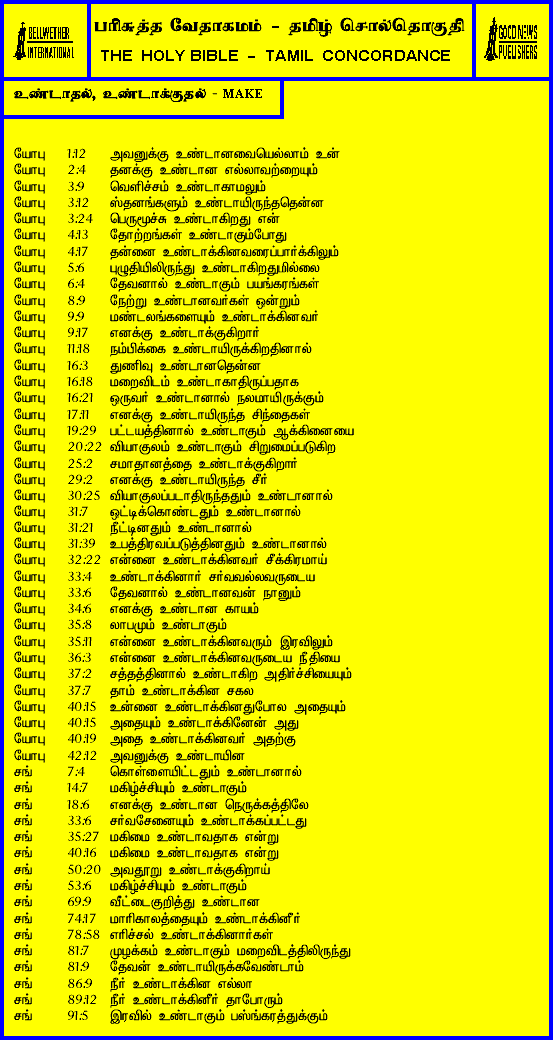 BELLWETHER
INTERNATIONAL
பரிசுத்த வேதாகமம் - தமிழ் சொல்தொகுதி
THE HOLY BIBLE - TAMIL CONCORDANCE
GOOD NEWS
PUBLISHERS
உண்டாதல், உண்டாக்குதல் - MAKE
யோபு 1:12 அவனுக்கு உண்டானவையெல்லாம் உன்
யோபு 2:4 தனக்கு உண்டான எல்லாவற்றையும்
யோபு 3:9 வெளிச்சம் உண்டாகாமலும்
யோபு 3:12 ஸ்தனங்களும் உண்டாயிருந்ததென்ன
யோபு 3:24 பெருமூச்சு உண்டாகிறது என்
யோபு 4:13 தோற்றங்கள் உண்டாகும்போது
யோபு 4:17 தன்னை உண்டாக்கினவரைப்பார்க்கிலும்
யோபு 5:6 புழுதியிலிருந்து உண்டாகிறதுமில்லை
யோபு 6:4 தேவனால் உண்டாகும் பயங்கரங்கள்
யோபு 8:9 நேற்று உண்டானவர்கள் ஒன்றும்
யோபு 9:9 மண்டலங்களையும் உண்டாக்கினவர்
யோபு 9:17 எனக்கு உண்டாக்குகிறார்
யோபு 11:18 நம்பிக்கை உண்டாயிருக்கிறதினால்
யோபு 16:3 துணிவு உண்டானதென்ன
யோபு 16:18 மறைவிடம் உண்டாகாதிருப்பதாக
யோபு 16:21 ஒருவர் உண்டானால் நலமாயிருக்கும்
யோபு 17:11 எனக்கு உண்டாயிருந்த சிந்தைகள்
யோபு 19:29 பட்டயத்தினால் உண்டாகும் ஆக்கினையை
யோபு 20:22 வியாகுலம் உண்டாகும் சிறுமைப்படுகிற
யோபு 25:2 சமாதானத்தை உண்டாக்குகிறார்
யோபு 29:2 எனக்கு உண்டாயிருந்த சீர்
யோபு 30:25 வியாகுலப்படாதிருந்ததும் உண்டானால்
யோபு 31:7 ஒட்டிக்கொண்டதும் உண்டானால்
யோபு 31:21 நீட்டினதும் உண்டானால்
யோபு 31:39 உபத்திரவப்படுத்தினதும் உண்டானால்
யோபு 32:22 என்னை உண்டாக்கினவர் சீக்கிரமாய்
யோபு 33:4 உண்டாக்கினார் சர்வவல்லவருடைய
யோபு 33:6 தேவனால் உண்டானவன் நானும்
யோபு 34:6 எனக்கு உண்டான காயம்
யோபு 35:8 லாபமும் உண்டாகும்
யோபு 35:11 என்னை உண்டாக்கினவரும் இரவிலும்
யோபு 36:3 என்னை உண்டாக்கினவருடைய நீதியை
யோபு 37:2 சத்தத்தினால் உண்டாகிற அதிர்ச்சியையும்
யோபு 37:7 தாம் உண்டாக்கின சகல
யோபு 40:15 உன்னை உண்டாக்கினதுபோல அதையும்
யோபு 40:15 அதையும் உண்டாக்கினேன் அது
யோபு 40:19 அதை உண்டாக்கினவர் அதற்கு
யோபு 42:12 அவனுக்கு உண்டாயின
சங் 7:4 கொள்ளையிட்டதும் உண்டானால்
சங் 14:7 மகிழ்ச்சியும் உண்டாகும்
சங் 18:6 எனக்கு உண்டான நெருக்கத்திலே
சங் 33:6 சர்வசேனையும் உண்டாக்கப்பட்டது
சங் 35:27 மகிமை உண்டாவதாக என்று
சங் 40:16 மகிமை உண்டாவதாக என்று
சங் 50:20 அவதூறு உண்டாக்குகிறாய்
சங் 53:6 மகிழ்ச்சியும் உண்டாகும்
சங் 69:9 வீட்டைகுறித்து உண்டான
சங் 74:17 மாரிகாலத்தையும் உண்டாக்கினீர்
சங் 78:58 எரிச்சல் உண்டாக்கினார்கள்
சங் 81:7 முழக்கம் உண்டாகும் மறைவிடத்திலிருந்து
சங் 81:9 தேவன் உண்டாயிருக்கவேண்டாம்
சங் 86:9 நீர் உண்டாக்கின எல்லா
சங் 89:12 நீர் உண்டாக்கினீர் தாபோரும்
சங் 91:5 இரவில் உண்டாகும் பஸ்ங்கரத்துக்கும்